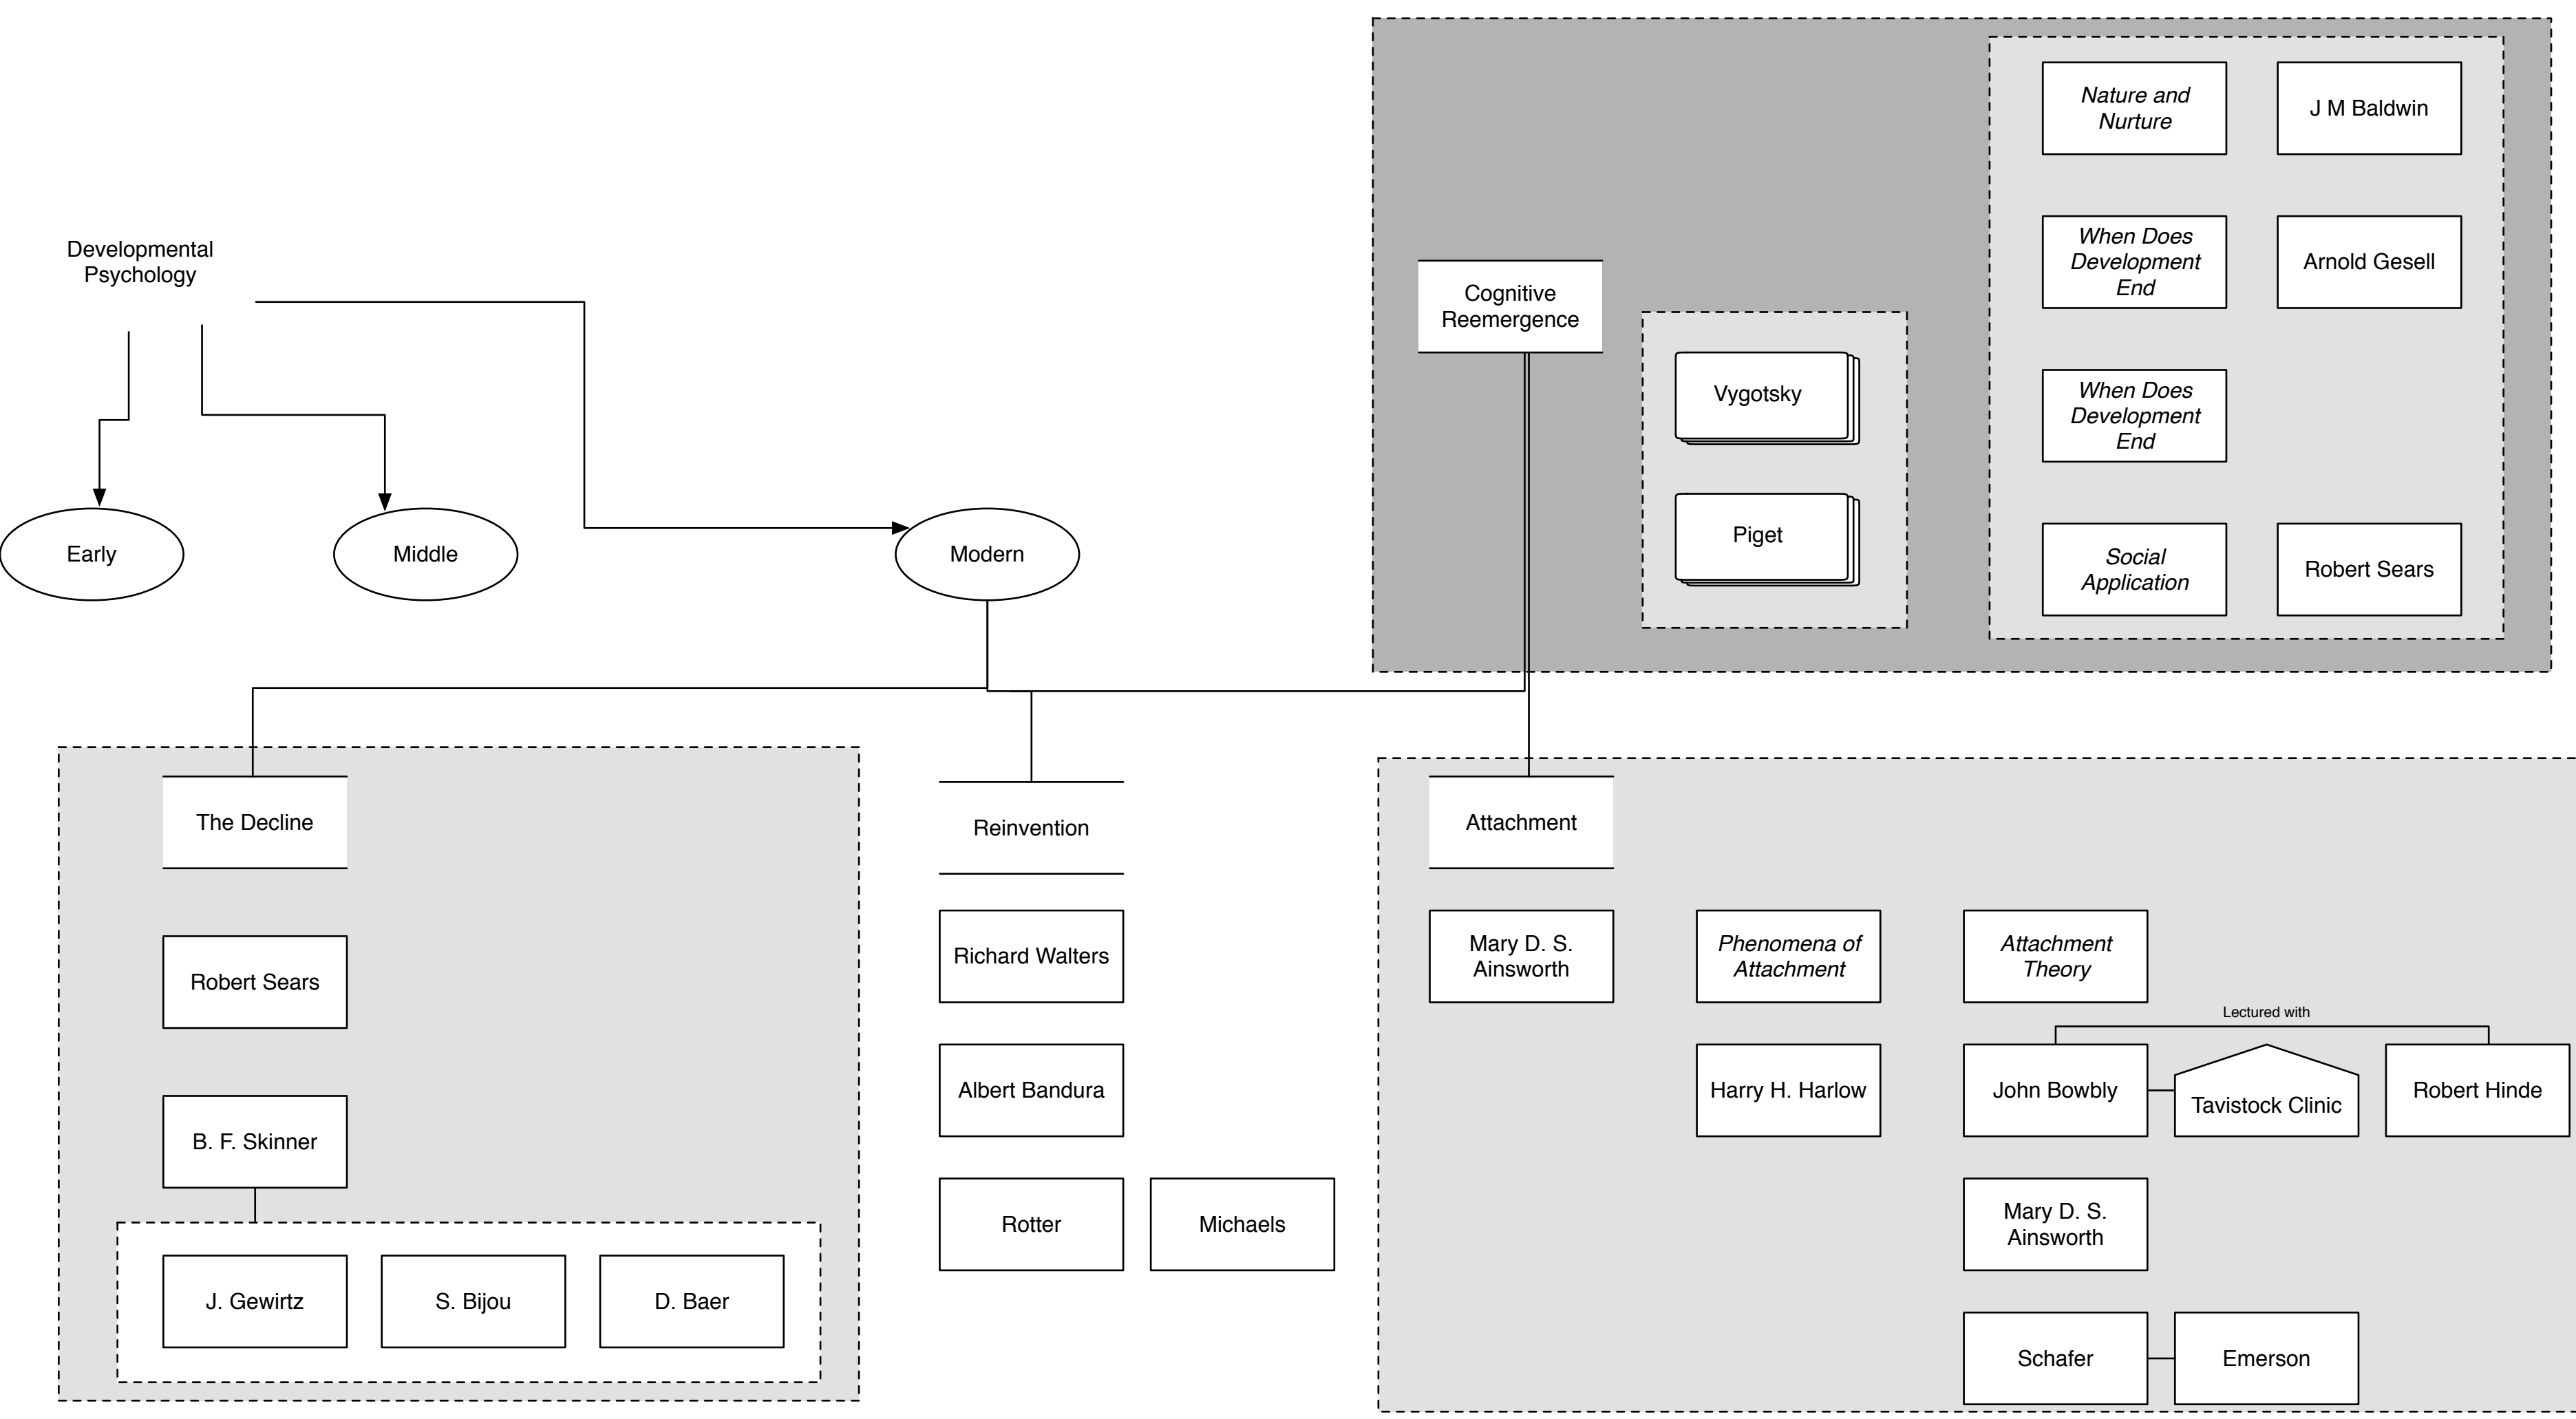 Developmental
Psychology
Early
Middle
Modern
Cognitive
Reemergence
Vygotsky
Piget
Nature and
Nurture
J M Baldwin
When Does
Development
End
Arnold Gesell
When Does
Development
End
Social
Application
Robert Sears
The Decline
Robert Sears
B. F. Skinner
J. Gewirtz
S. Bijou
D. Baer
Reinvention
Richard Walters
Albert Bandura
Rotter
Michaels
Attachment
Mary D. S.
Ainsworth
Phenomena of
Attachment
Harry H. Harlow
Attachment
Theory
Lectured with
John Bowbly
Tavistock Clinic
Robert Hinde
Mary D. S.
Ainsworth
Schafer
Emerson